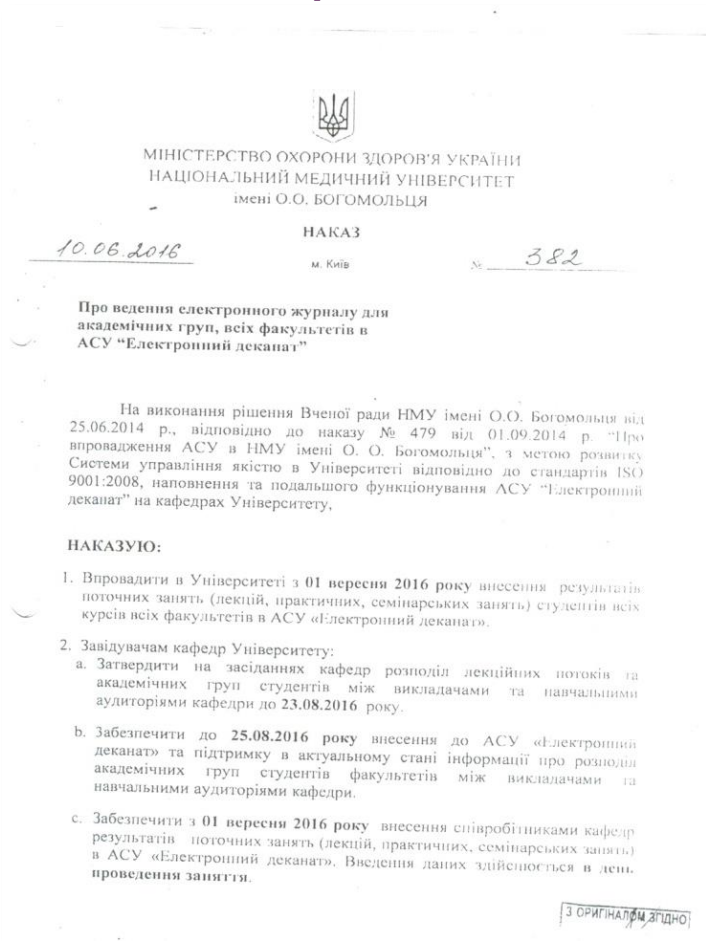 МІНІСТЕРСТВО ОХОРОНИ ЗДОРОВ'Я УКРАЇНИ
НАЦІОНАЛЬНИЙ МЕДИЧНИЙ УНІВЕРСИТЕТ
імені О.О. БОГОМОЛЬЦЯ
НАКАЗ
10.06.2016 м. Київ № 382
Про ведення електронного журналу для
академічних груп, всіх факультетів в
АСУ “Електронний деканат”
На виконання рішення Вченої ради НМУ імені О.О. Богомольця від
25.06.2014 р., відповідно до наказу № 479 від 01.09.2014 р. “Про
впровадження АСУ в НМУ імені О. О. Богомольця”, з метою розвитку
Системи управління якістю в Університеті відповідно до стандартів ISO
9001:2008, наповнення та подальшого функціонування АСУ “Електронний
деканат” на кафедрах Університету,
НАКАЗУЮ:
1. Впровадити в Університеті з 01 вересня 2016 року внесення результатів
поточних занять (лекцій, практичних, семінарських занять) студентів всіх
курсів всіх факультетів в АСУ «Електронний деканат».
2. Завідувачам кафедр Університету:
a. Затвердити на засіданнях кафедр розподіл лекційних потоків та
академічних груп студентів між викладачами та навчальними
аудиторіями кафедри до 23.08.2016 року.
b. Забезпечити до 25.08.2016 року внесення до АСУ «Електронний
деканат» та підтримку в актуальному стані інформації про розподіл
академічних груп студентів факультетів між викладачами та
навчальними аудиторіями кафедри.
c. Забезпечити з 01 вересня 2016 року внесення співробітниками кафедр
результатів поточних занять (лекцій, практичних, семінарських занять)
в АСУ «Електронний деканат». Введення даних здійснюється в день
проведення заняття.
З ОРИГІНАЛОМ ЗГІДНО